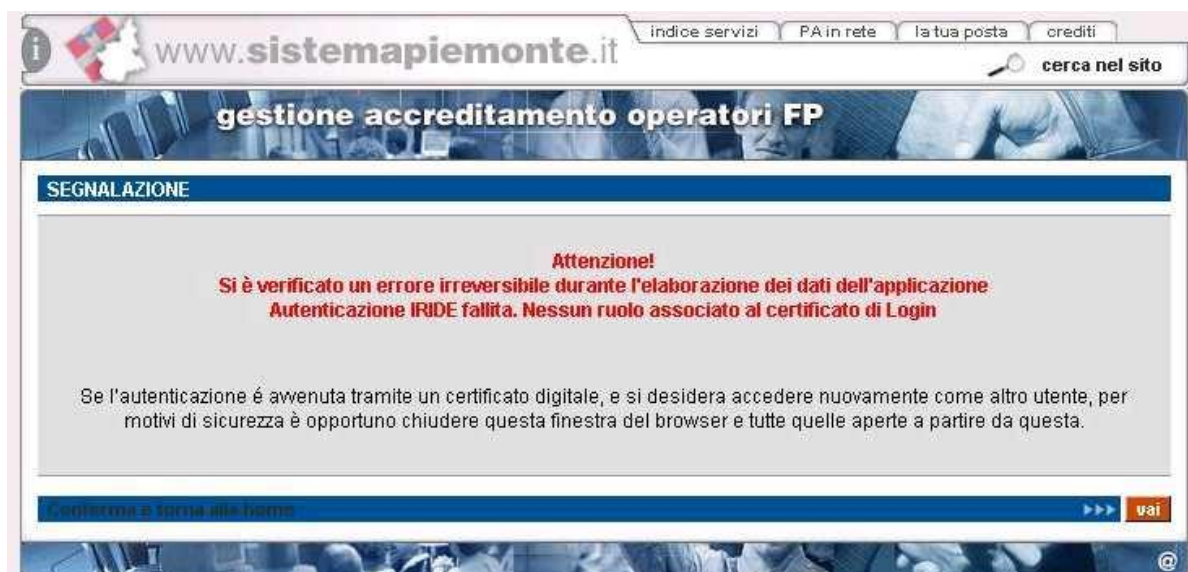 i
www.sistemapiemonte.it
indice servizi
PA in rete
la tua posta
crediti
cerca nel sito
gestione accreditamento operatori FP
SEGNALAZIONE
Attenzione!
Si è verificato un errore irreversibile durante l'elaborazione dei dati dell'applicazione
Autenticazione IRIDE fallita. Nessun ruolo associato al certificato di Login
Se l'autenticazione é avvenuta tramite un certificato digitale, e si desidera accedere nuovamente come altro utente, per
motivi di sicurezza è opportuno chiudere questa finestra del browser e tutte quelle aperte a partire da questa.
Conferma e torna alla home
vai
@